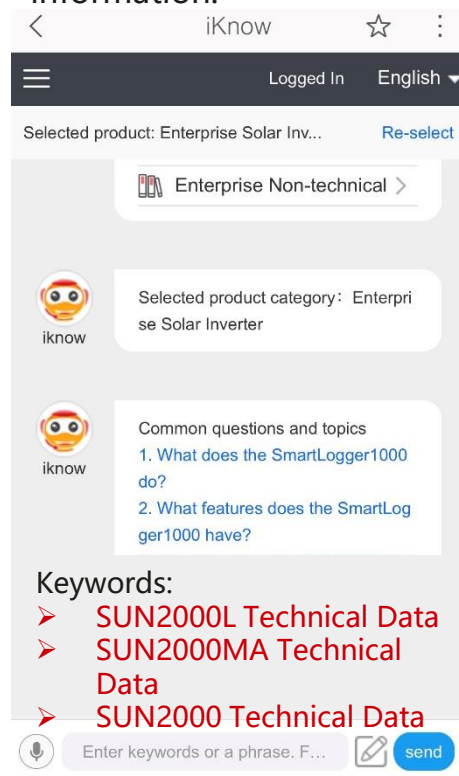 information:
iKnow
Logged In English
Selected product: Enterprise Solar Inv... Re-select
Enterprise Non-technical >
Selected product category: Enterpri
se Solar Inverter
iknow
Common questions and topics
1. What does the SmartLogger1000
do?
2. What features does the SmartLog
ger1000 have?
iknow
Keywords:
➢ SUN2000L Technical Data
➢ SUN2000MA Technical
Data
➢ SUN2000 Technical Data
Enter keywords or a phrase. F... send